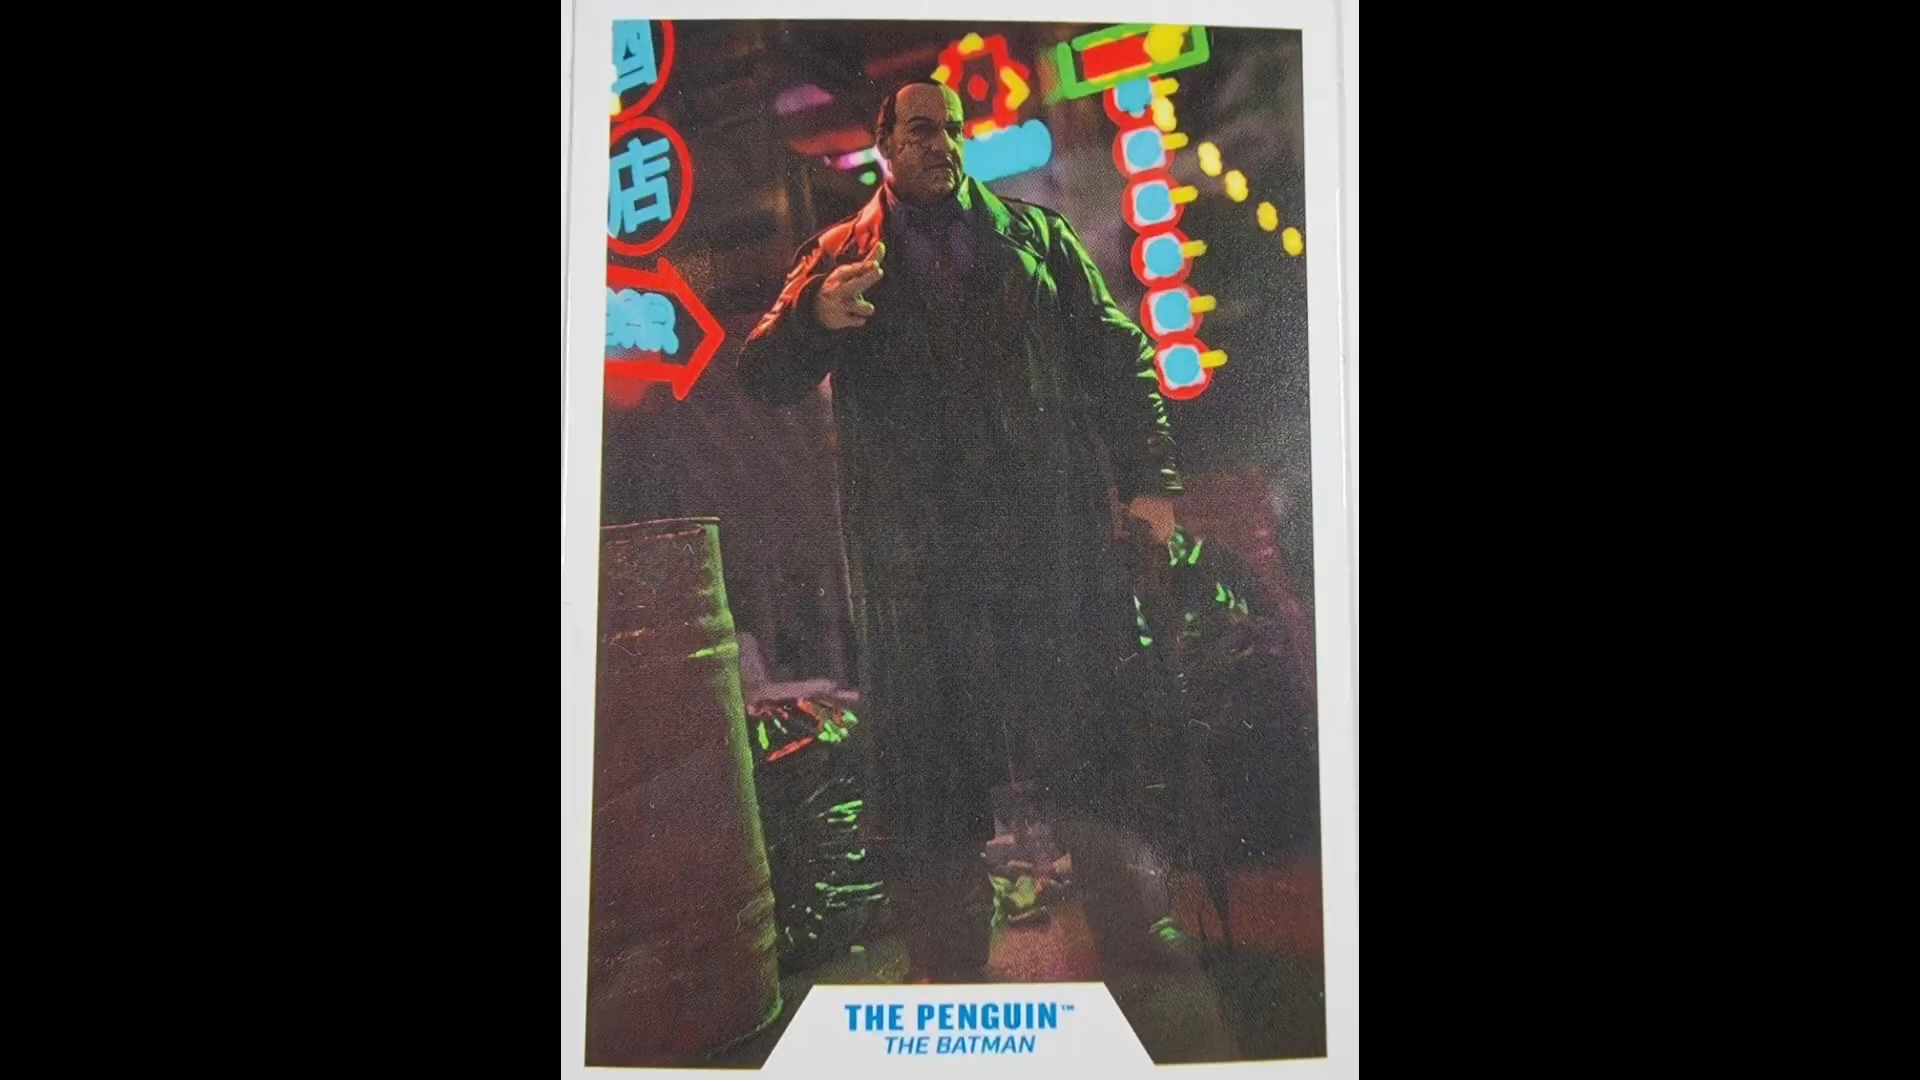 酒
店
THE PENGUIN™
THE BATMAN